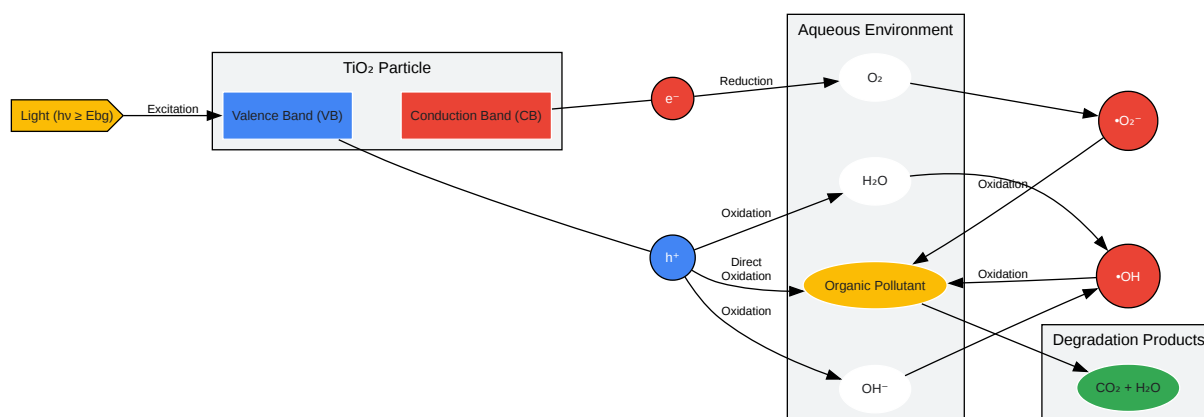 Aqueous Environment
TiO₂ Particle
Light (hν ≥ Ebg)
Excitation
Valence Band (VB)
Conduction Band (CB)
e⁻
Reduction
O₂
•O₂⁻
H₂O
Oxidation
Oxidation
h⁺
Direct
Oxidation
Organic Pollutant
Oxidation
•OH
Oxidation
OH⁻
Degradation Products
CO₂ + H₂O